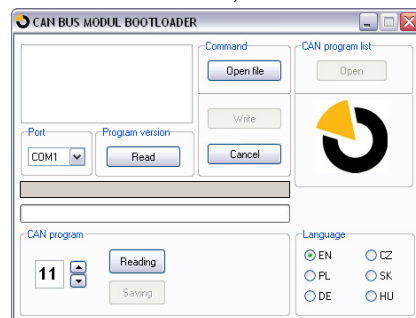 CAN BUS MODUL BOOTLOADER
Command
CAN program list
Open file
Open
Write
Port
Program version
COM1
Read
Cancel
CAN program
Language
11
Reading
EN
CZ
PL
SK
Saving
DE
HU